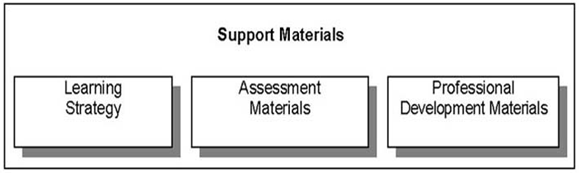 Support Materials
Learning
Strategy
Assessment
Materials
Professional
Development Materials